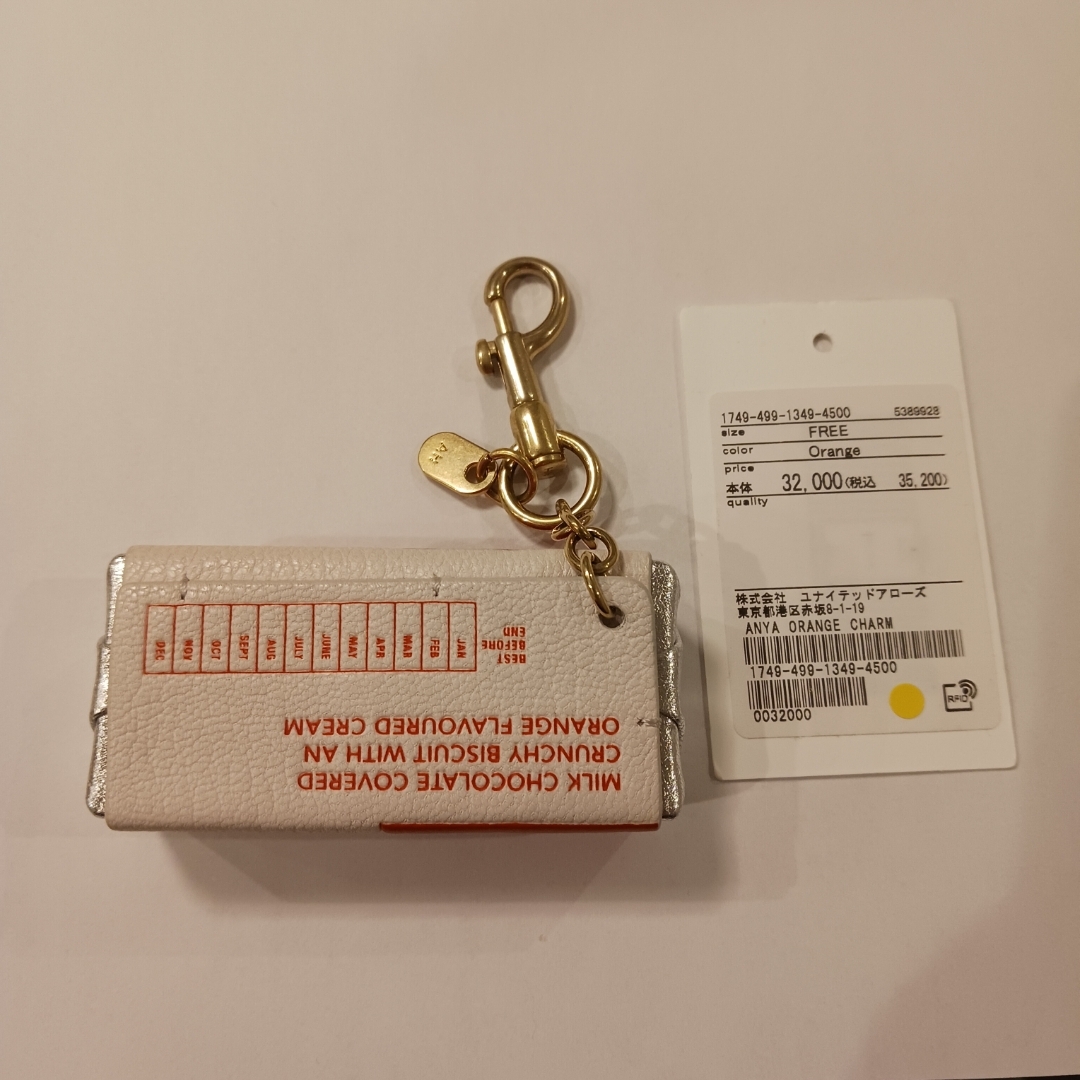 AH
BEST
BEFORE
END
JAN FEB MAR APR MAY JUNE JULY AUG SEPT OCT NOV DEC
MILK CHOCOLATE COVERED
CRUNCHY BISCUIT WITH AN
ORANGE FLAVOURED CREAM
1749-499-1349-4500 5389928
size FREE
color Orange
price
本体 32,000(税込 35,200)
quality
株式会社 ユナイテッドアローズ
東京都港区赤坂8-1-19
ANYA ORANGE CHARM
1749-499-1349-4500
0032000
RFID